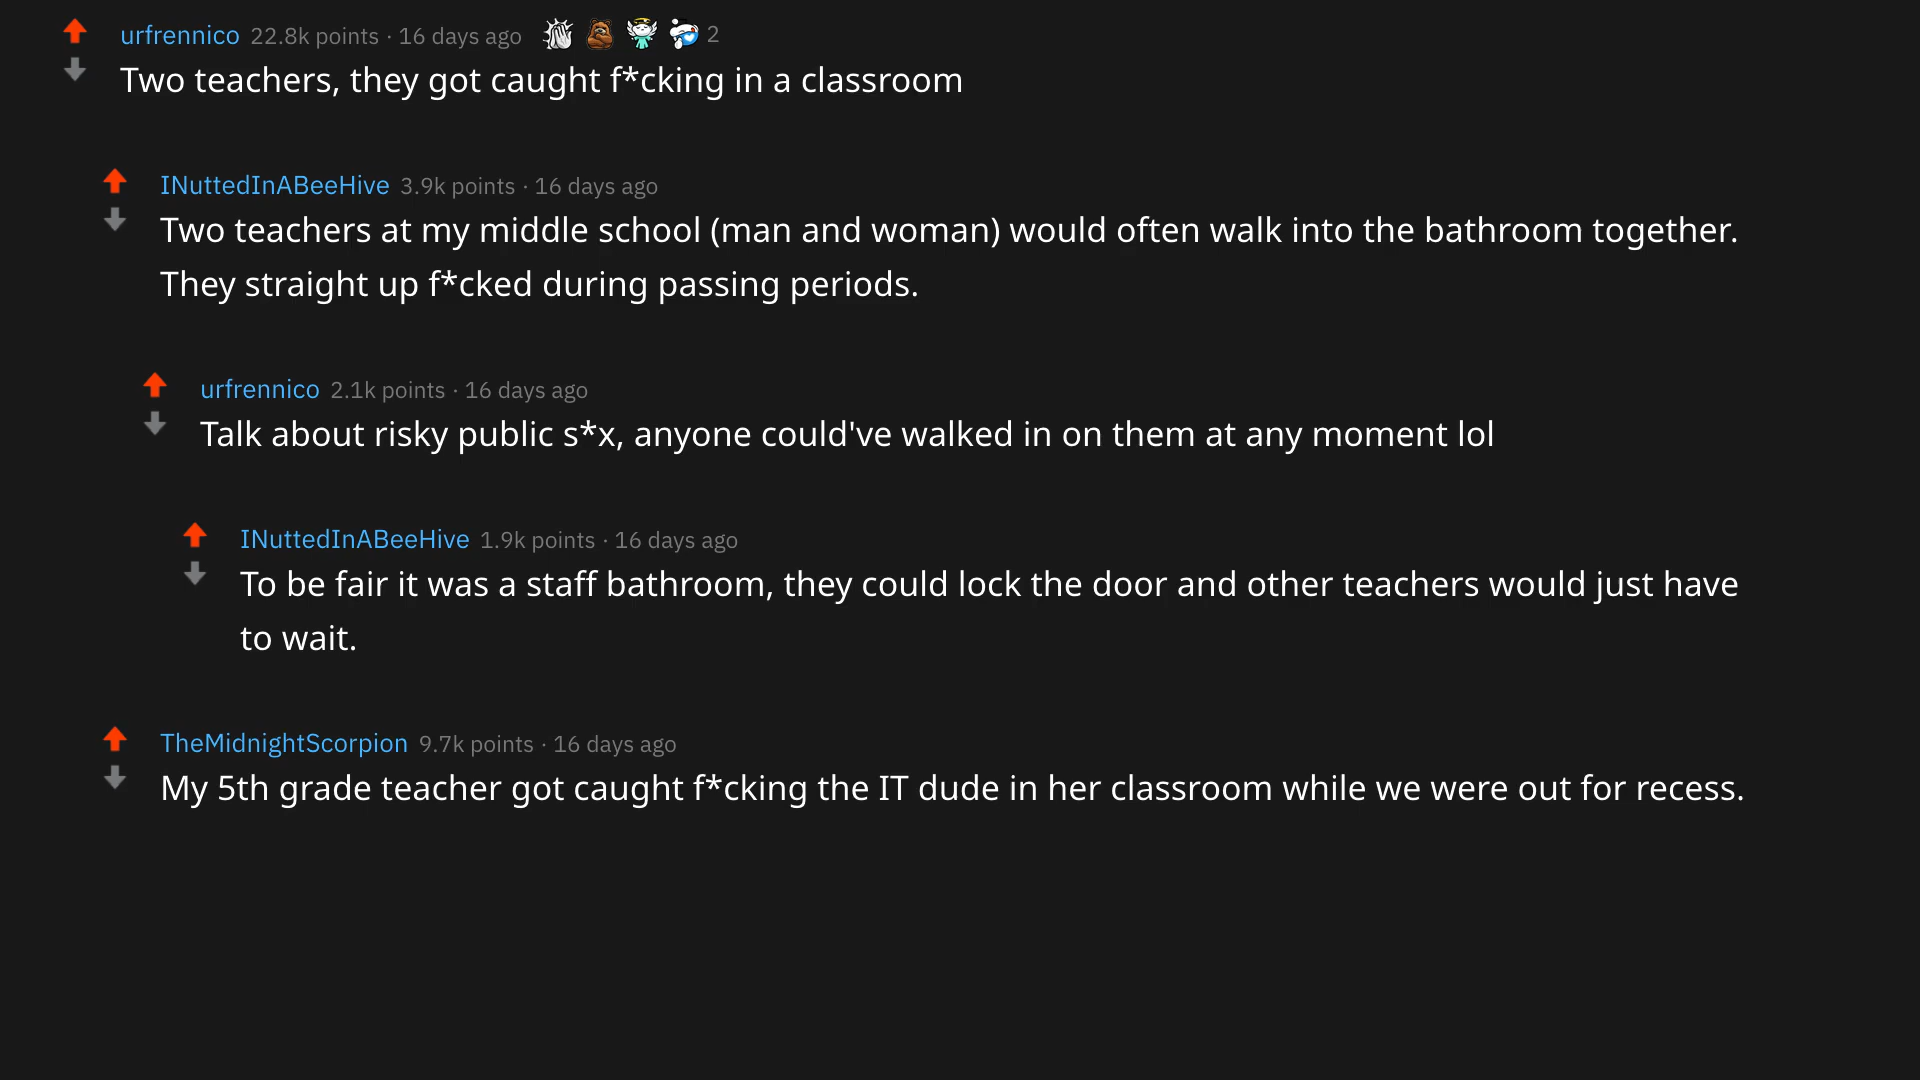 urfrennico 22.8k points · 16 days ago 2
Two teachers, they got caught f*cking in a classroom
INuttedInABeeHive 3.9k points · 16 days ago
Two teachers at my middle school (man and woman) would often walk into the bathroom together.
They straight up f*cked during passing periods.
urfrennico 2.1k points · 16 days ago
Talk about risky public s*x, anyone could've walked in on them at any moment lol
INuttedInABeeHive 1.9k points · 16 days ago
To be fair it was a staff bathroom, they could lock the door and other teachers would just have
to wait.
TheMidnightScorpion 9.7k points · 16 days ago
My 5th grade teacher got caught f*cking the IT dude in her classroom while we were out for recess.